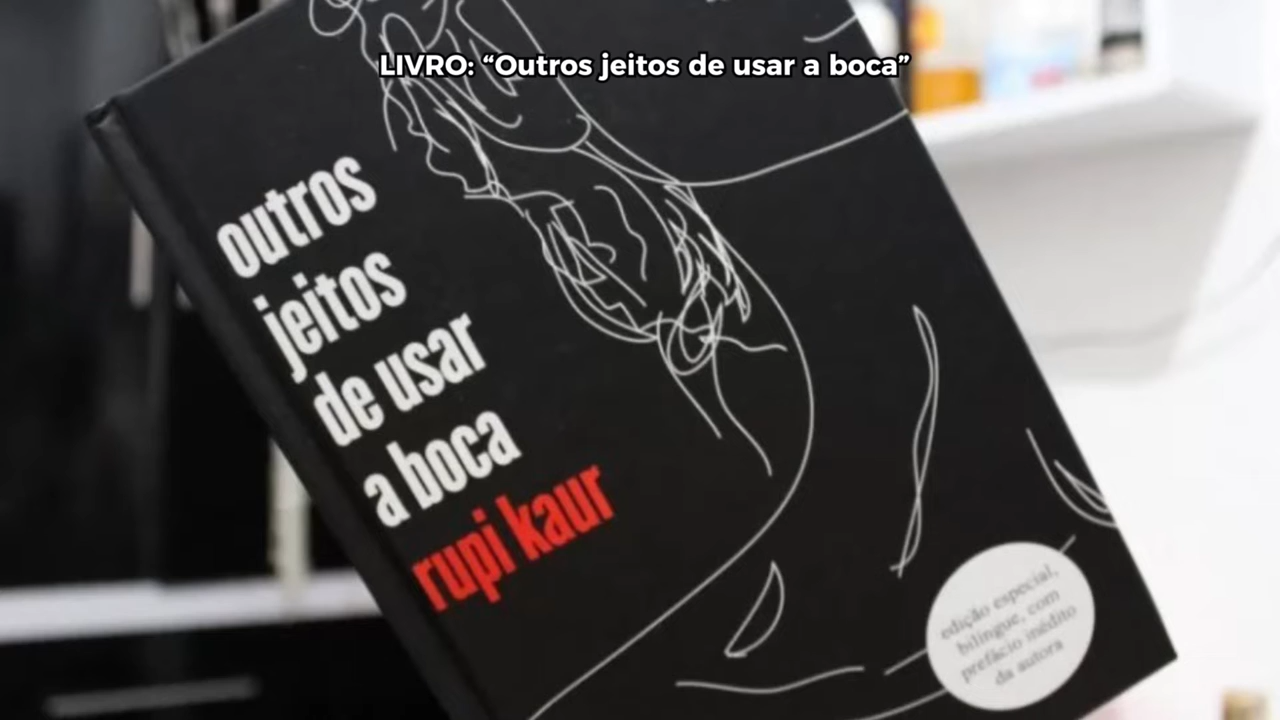 LIVRO: “Outros jeitos de usar a boca”
outros
jeitos
de usar
a boca
rupi kaur
edição especial,
bilíngue, com
prefácio inédito
da autora